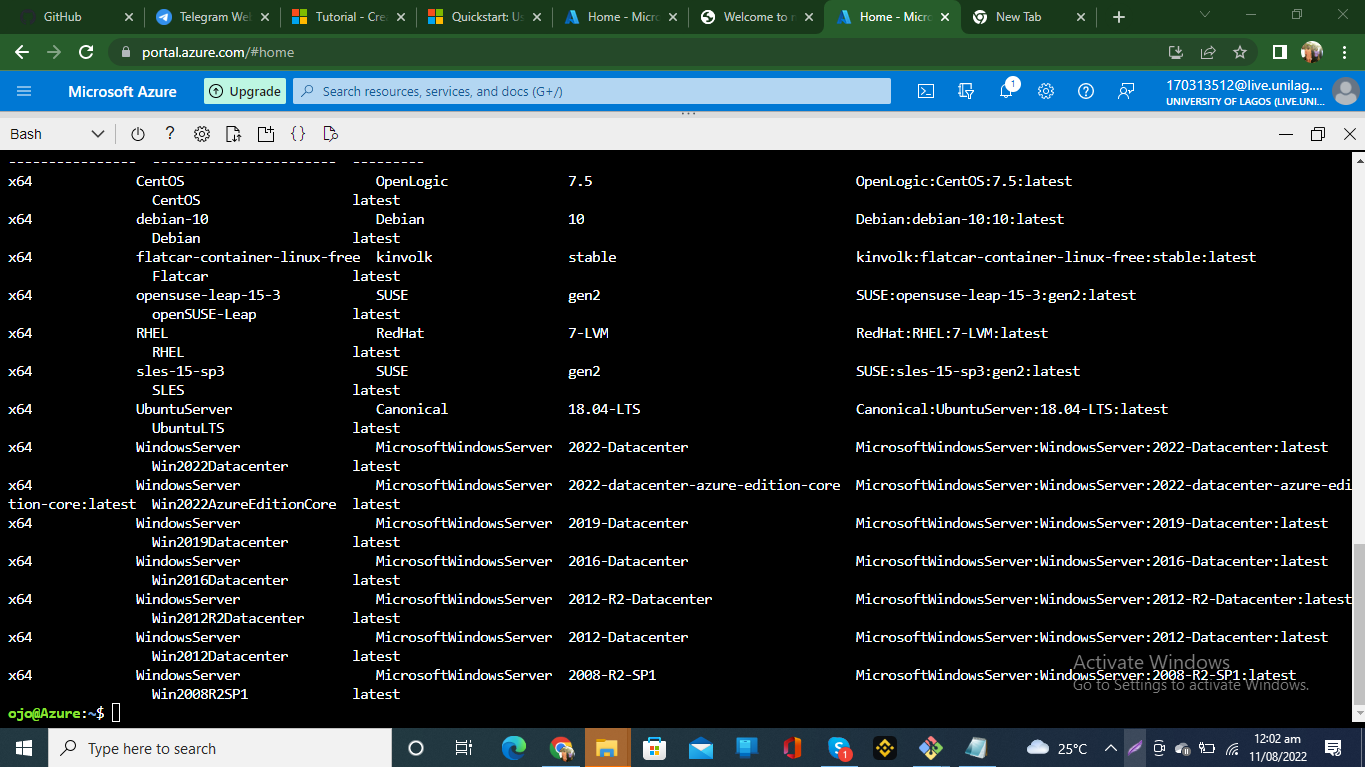 GitHub
Telegram Wel
Tutorial - Cre
Quickstart: Us
Home - Micro
Welcome to n
Home - Micro
New Tab
portal.azure.com/#home
Microsoft Azure
Upgrade
Search resources, services, and docs (G+/)
1
170313512@live.unilag....
UNIVERSITY OF LAGOS (LIVE.UNI...
Bash
---------------- ----------------------- ---------
x64 CentOS OpenLogic 7.5 OpenLogic:CentOS:7.5:latest
CentOS latest
x64 debian-10 Debian 10 Debian:debian-10:10:latest
Debian latest
x64 flatcar-container-linux-free kinvolk stable kinvolk:flatcar-container-linux-free:stable:latest
Flatcar latest
x64 opensuse-leap-15-3 SUSE gen2 SUSE:opensuse-leap-15-3:gen2:latest
openSUSE-Leap latest
x64 RHEL RedHat 7-LVM RedHat:RHEL:7-LVM:latest
RHEL latest
x64 sles-15-sp3 SUSE gen2 SUSE:sles-15-sp3:gen2:latest
SLES latest
x64 UbuntuServer Canonical 18.04-LTS Canonical:UbuntuServer:18.04-LTS:latest
UbuntuLTS latest
x64 WindowsServer MicrosoftWindowsServer 2022-Datacenter MicrosoftWindowsServer:WindowsServer:2022-Datacenter:latest
Win2022Datacenter latest
x64 WindowsServer MicrosoftWindowsServer 2022-datacenter-azure-edition-core MicrosoftWindowsServer:WindowsServer:2022-datacenter-azure-edi
tion-core:latest Win2022AzureEditionCore latest
x64 WindowsServer MicrosoftWindowsServer 2019-Datacenter MicrosoftWindowsServer:WindowsServer:2019-Datacenter:latest
Win2019Datacenter latest
x64 WindowsServer MicrosoftWindowsServer 2016-Datacenter MicrosoftWindowsServer:WindowsServer:2016-Datacenter:latest
Win2016Datacenter latest
x64 WindowsServer MicrosoftWindowsServer 2012-R2-Datacenter MicrosoftWindowsServer:WindowsServer:2012-R2-Datacenter:latest
Win2012R2Datacenter latest
x64 WindowsServer MicrosoftWindowsServer 2012-Datacenter MicrosoftWindowsServer:WindowsServer:2012-Datacenter:latest
Win2012Datacenter latest
x64 WindowsServer MicrosoftWindowsServer 2008-R2-SP1 MicrosoftWindowsServer:WindowsServer:2008-R2-SP1:latest
Win2008R2SP1 latest
ojo@Azure:~$
Activate Windows
Go to Settings to activate Windows.
Type here to search
1
25°C
12:02 am
11/08/2022